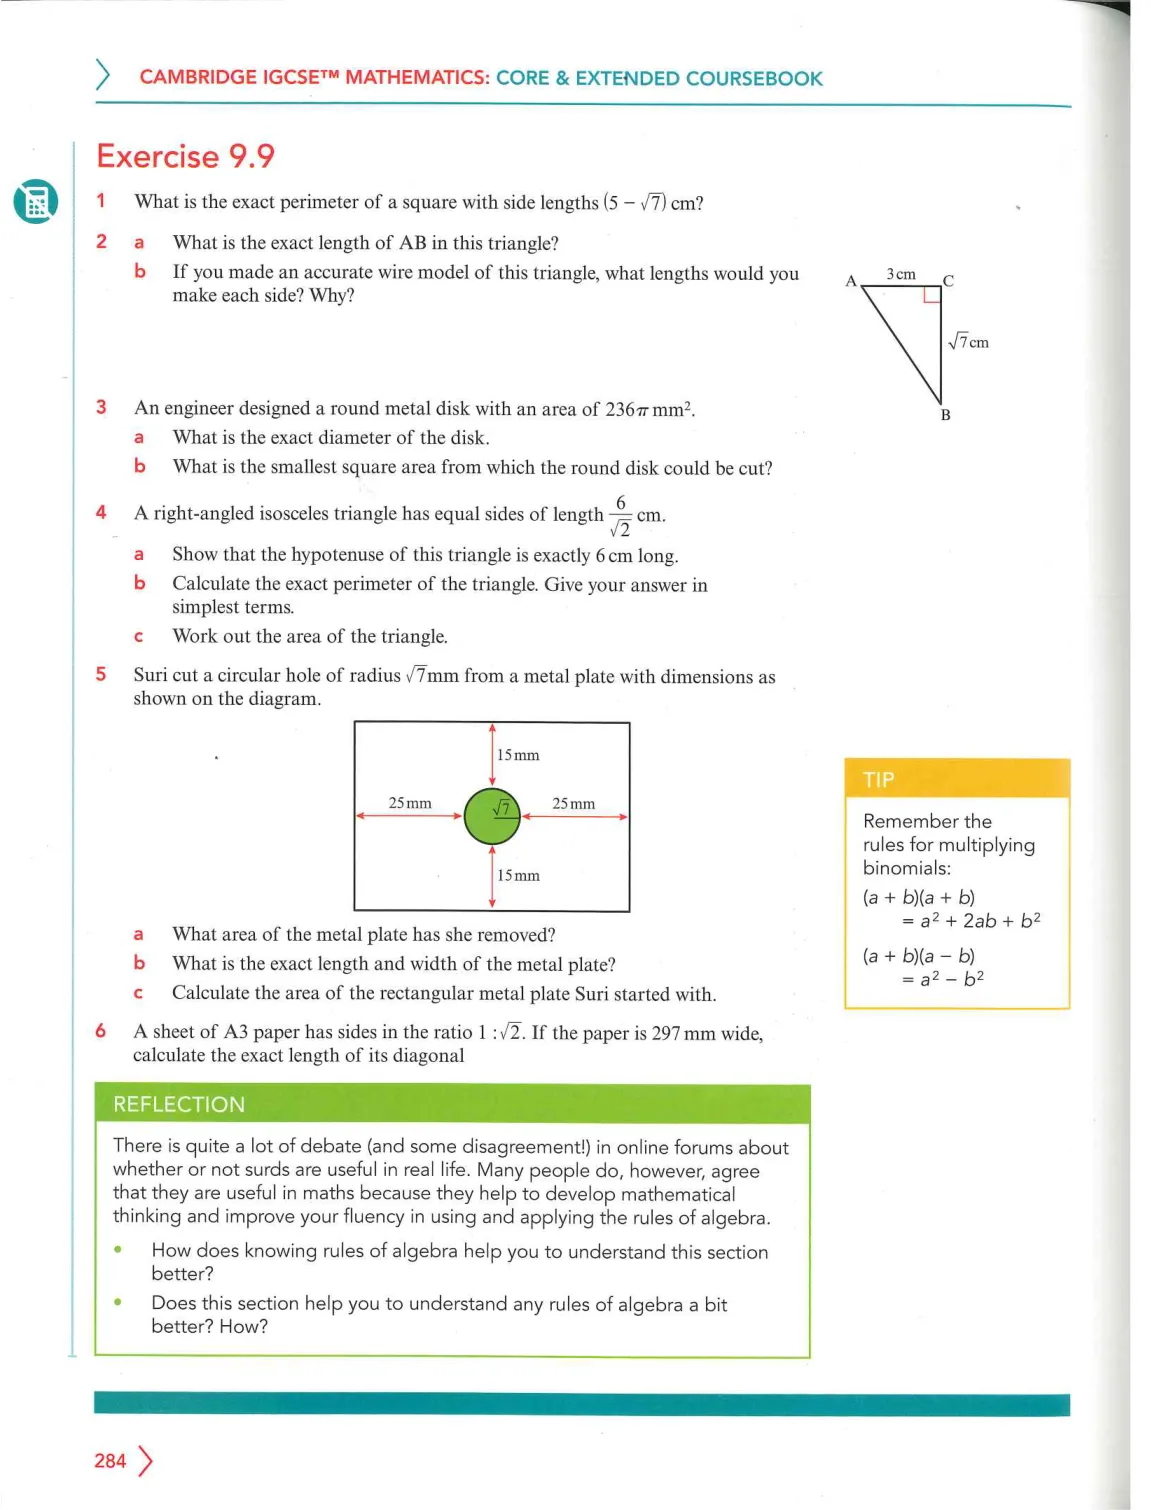 CAMBRIDGE IGCSE™ MATHEMATICS: CORE & EXTENDED COURSEBOOK
Exercise 9.9
1 What is the exact perimeter of a square with side lengths (5 − √7) cm?
2 a What is the exact length of AB in this triangle?
b If you made an accurate wire model of this triangle, what lengths would you
make each side? Why?
A 3 cm C
√7 cm
B
3 An engineer designed a round metal disk with an area of 236π mm².
a What is the exact diameter of the disk.
b What is the smallest square area from which the round disk could be cut?
4 A right-angled isosceles triangle has equal sides of length 6/√2 cm.
a Show that the hypotenuse of this triangle is exactly 6 cm long.
b Calculate the exact perimeter of the triangle. Give your answer in
simplest terms.
c Work out the area of the triangle.
5 Suri cut a circular hole of radius √7mm from a metal plate with dimensions as
shown on the diagram.
15 mm
25 mm √7 25 mm
15 mm
a What area of the metal plate has she removed?
b What is the exact length and width of the metal plate?
c Calculate the area of the rectangular metal plate Suri started with.
6 A sheet of A3 paper has sides in the ratio 1 : √2. If the paper is 297 mm wide,
calculate the exact length of its diagonal
TIP
Remember the
rules for multiplying
binomials:
(a + b)(a + b)
= a² + 2ab + b²
(a + b)(a − b)
= a² − b²
REFLECTION
There is quite a lot of debate (and some disagreement!) in online forums about
whether or not surds are useful in real life. Many people do, however, agree
that they are useful in maths because they help to develop mathematical
thinking and improve your fluency in using and applying the rules of algebra.
• How does knowing rules of algebra help you to understand this section
better?
• Does this section help you to understand any rules of algebra a bit
better? How?
284